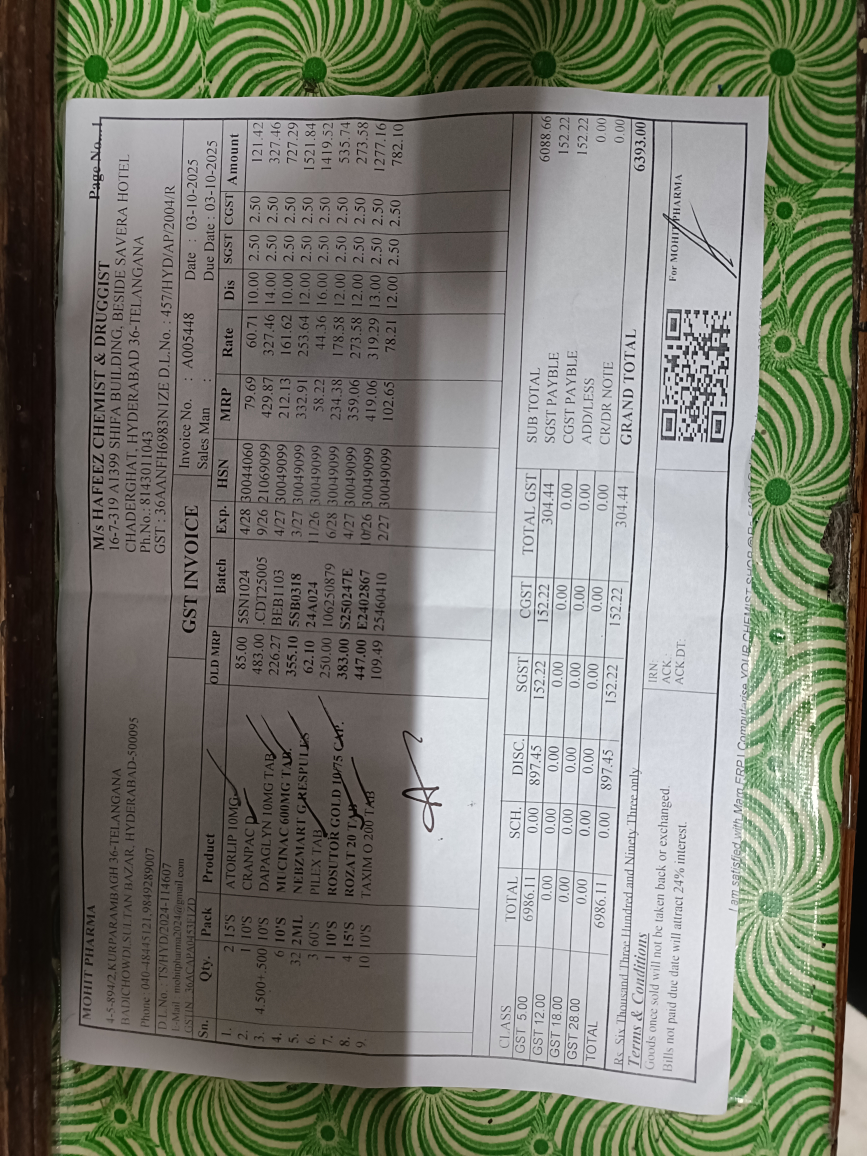 Page No...1
MOHIT PHARMA
4-5-894/2,KURPARAMBAGH 36-TELANGANA
BADICHOWDI,SULTAN BAZAR, HYDERABAD-500095
Phone : 040-48445121,9849289007
D.L.No. : TS/HYD/2024-114607
E-Mail mohitpharma2024@gmail.com
GSTIN
M/s HAFEEZ CHEMIST & DRUGGIST
16-7-319 A1399 SHIFA BUILDING, BESIDE SAVERA HOTEL
CHADERGHAT, HYDERABAD 36-TELANGANA
Ph.No.: 8143011043
GST : 36AANFH6983N1ZE D.L.No. : 457/HYD/AP/2004/R
GST INVOICE
Invoice No. : A005448 Date : 03-10-2025
Sales Man : Due Date : 03-10-2025
Sn. Qty. Pack Product OLD MRP Batch Exp. HSN MRP Rate Dis SGST CGST Amount
1. 2 15'S ATORLIP 10MG 85.00 5SN1024 4/28 30044060 79.69 60.71 10.00 2.50 2.50 121.42
2. 1 10'S CRANPAC D 483.00 CDT25005 9/26 21069099 429.87 327.46 14.00 2.50 2.50 327.46
3. 4.500+.500 10'S DAPAGLYN 10MG TAB 226.27 BEB1103 4/27 30049099 212.13 161.62 10.00 2.50 2.50 727.29
4. 6 10'S MUCINAC 600MG TAB. 355.10 5SB0318 3/27 30049099 332.91 253.64 12.00 2.50 2.50 1521.84
5. 32 2ML NEBZMART G RESPULES 62.10 24A024 11/26 30049099 58.22 44.36 16.00 2.50 2.50 1419.52
6. 3 60'S PILEX TAB 250.00 106250879 6/28 30049099 234.38 178.58 12.00 2.50 2.50 535.74
7. 1 10'S ROSUTOR GOLD 10/75 CAP. 383.00 S250247E 4/27 30049099 359.06 273.58 12.00 2.50 2.50 273.58
8. 4 15'S ROZAT 20 TAB 447.00 E2402867 10/26 30049099 419.06 319.29 13.00 2.50 2.50 1277.16
9. 10 10'S TAXIM O 200 TAB 109.49 25460410 2/27 30049099 102.65 78.21 12.00 2.50 2.50 782.10
CLASS TOTAL SCH. DISC. SGST CGST TOTAL GST
GST 5.00 6986.11 0.00 897.45 152.22 152.22 304.44
GST 12.00 0.00 0.00 0.00 0.00 0.00 0.00
GST 18.00 0.00 0.00 0.00 0.00 0.00 0.00
GST 28.00 0.00 0.00 0.00 0.00 0.00 0.00
TOTAL 6986.11 0.00 897.45 152.22 152.22 304.44
SUB TOTAL 6088.66
SGST PAYBLE 152.22
CGST PAYBLE 152.22
ADD/LESS 0.00
CR/DR NOTE 0.00
GRAND TOTAL 6393.00
Rs. Six Thousand Three Hundred and Ninety Three only
Terms & Conditions
Goods once sold will not be taken back or exchanged.
Bills not paid due date will attract 24% interest.
IRN:
ACK :
ACK DT:
For MOHIT PHARMA
I am satisfied with Marg ERP I Computerise YOUR CHEMIST SHOP